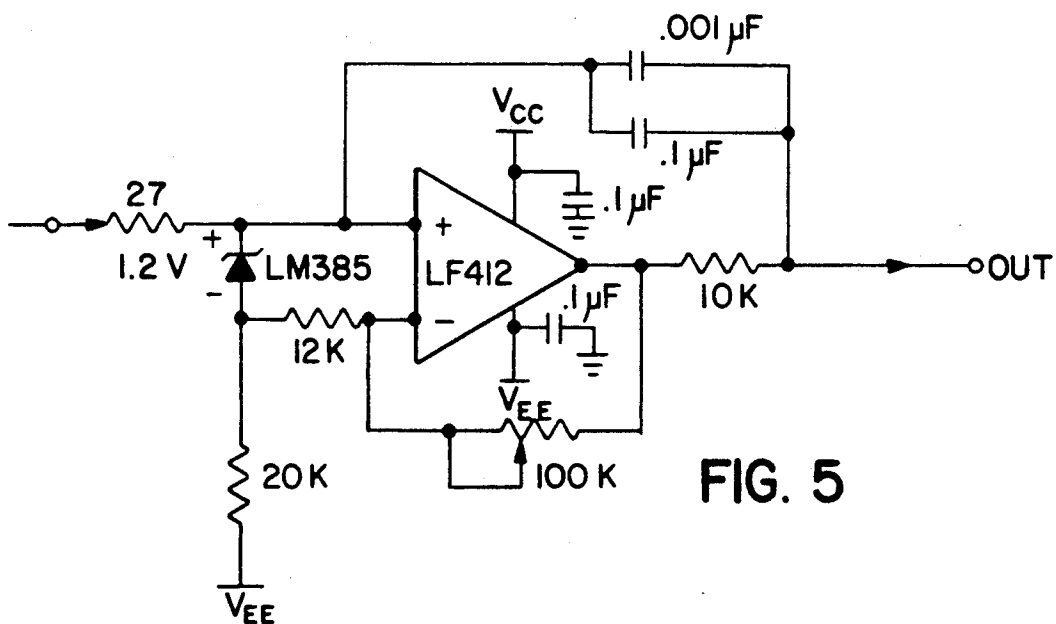 .001 µF
VCC
.1 µF
.1 µF
27
+
+
1.2 V
LM385
LF412
-
.1 µF
10K
OUT
12K
-
VEE
20K
100K
FIG. 5
VEE